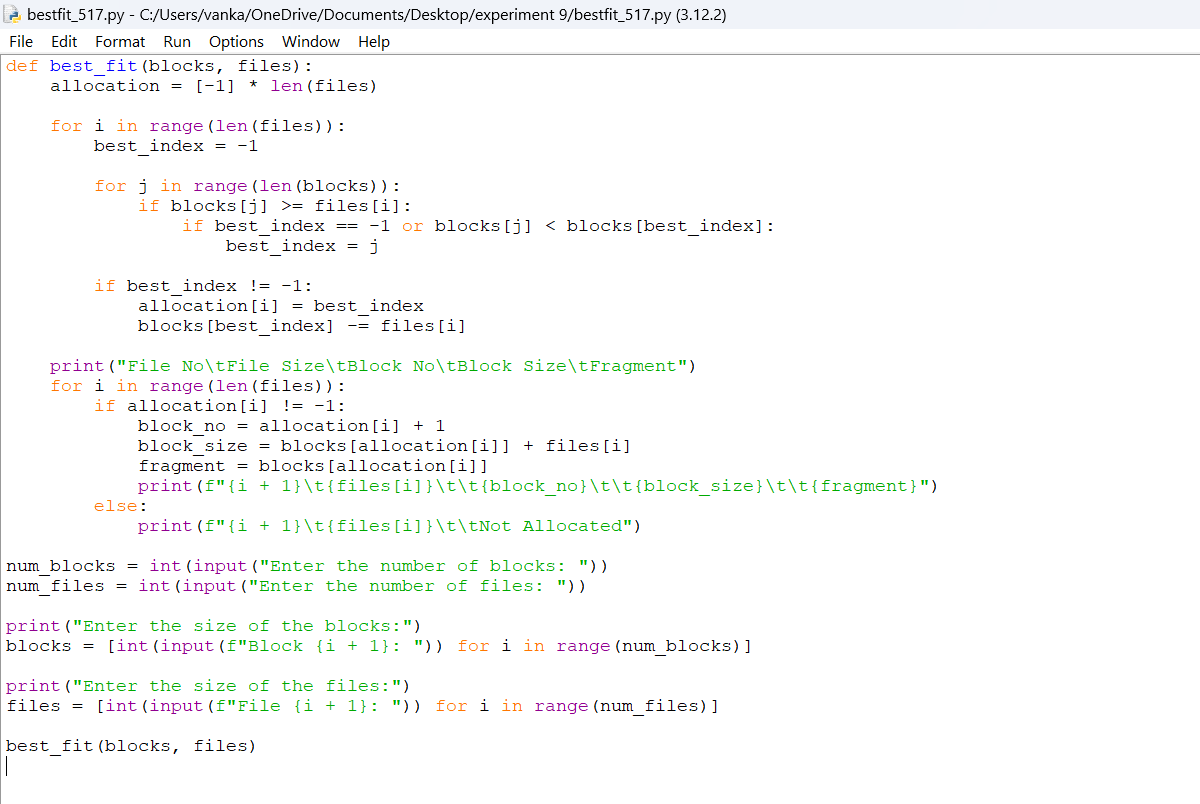 bestfit_517.py - C:/Users/vanka/OneDrive/Documents/Desktop/experiment 9/bestfit_517.py (3.12.2)
File Edit Format Run Options Window Help
def best_fit(blocks, files):
    allocation = [-1] * len(files)

    for i in range(len(files)):
        best_index = -1

        for j in range(len(blocks)):
            if blocks[j] >= files[i]:
                if best_index == -1 or blocks[j] < blocks[best_index]:
                    best_index = j

        if best_index != -1:
            allocation[i] = best_index
            blocks[best_index] -= files[i]

    print("File No\tFile Size\tBlock No\tBlock Size\tFragment")
    for i in range(len(files)):
        if allocation[i] != -1:
            block_no = allocation[i] + 1
            block_size = blocks[allocation[i]] + files[i]
            fragment = blocks[allocation[i]]
            print(f"{i + 1}\t{files[i]}\t\t{block_no}\t\t{block_size}\t\t{fragment}")
        else:
            print(f"{i + 1}\t{files[i]}\t\tNot Allocated")

num_blocks = int(input("Enter the number of blocks: "))
num_files = int(input("Enter the number of files: "))

print("Enter the size of the blocks:")
blocks = [int(input(f"Block {i + 1}: ")) for i in range(num_blocks)]

print("Enter the size of the files:")
files = [int(input(f"File {i + 1}: ")) for i in range(num_files)]

best_fit(blocks, files)